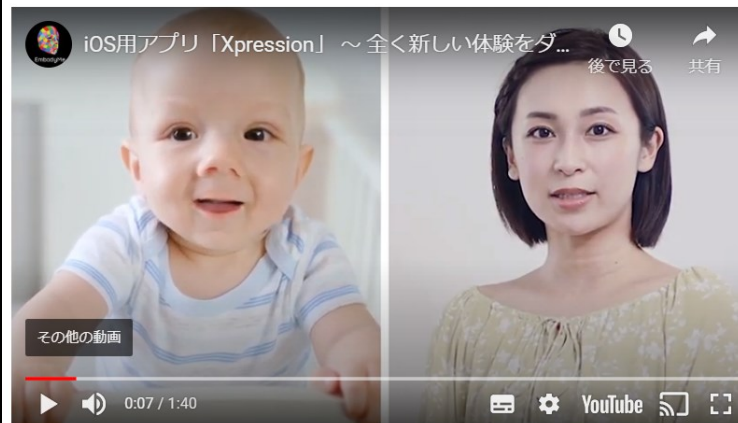 iOS用アプリ「Xpression」 ～ 全く新しい体験をダ...
EmbodyMe
後で見る
共有
その他の動画
0:07 / 1:40
YouTube